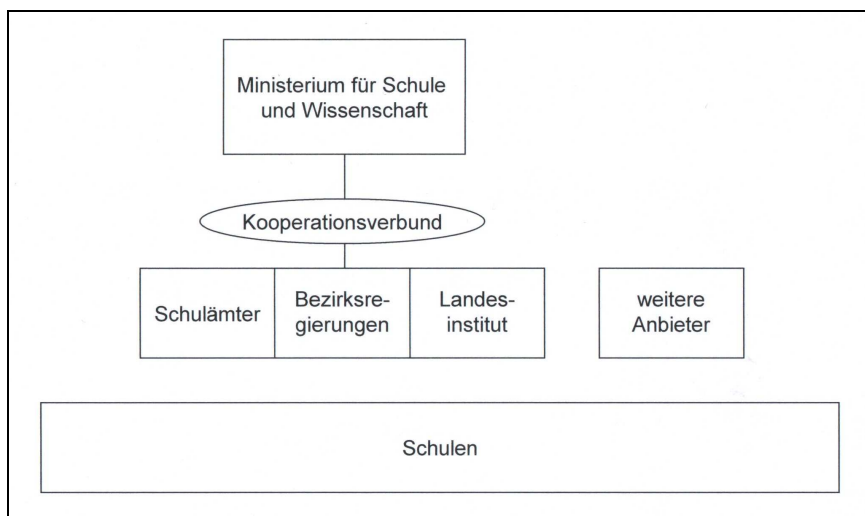 Ministerium für Schule
und Wissenschaft
Kooperationsverbund
Schulämter
Bezirksre-
gierungen
Landes-
institut
weitere
Anbieter
Schulen